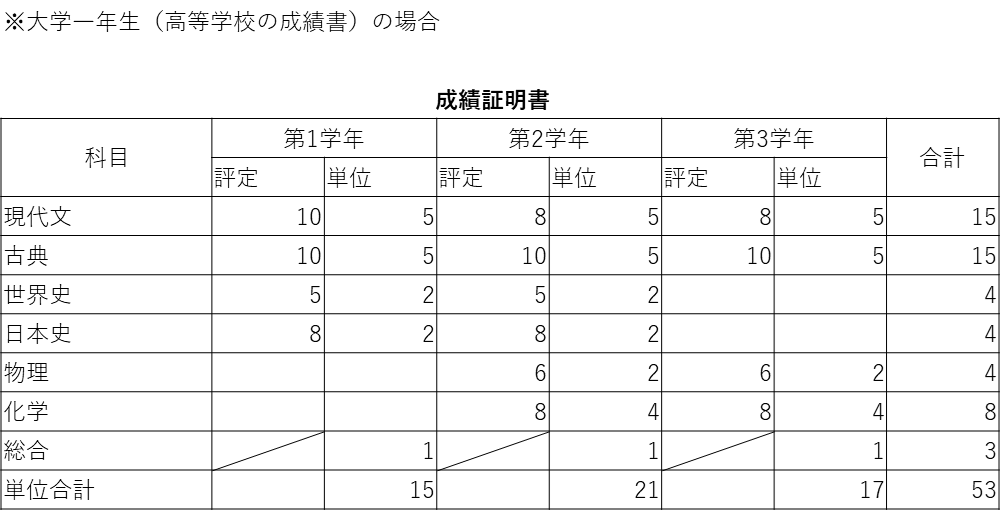 ※大学一年生（高等学校の成績書）の場合
成績証明書
科目 第1学年 第2学年 第3学年 合計
評定 単位 評定 単位 評定 単位
現代文 10 5 8 5 8 5 15
古典 10 5 10 5 10 5 15
世界史 5 2 5 2 4
日本史 8 2 8 2 4
物理 6 2 6 2 4
化学 8 4 8 4 8
総合 1 1 1 3
単位合計 15 21 17 53